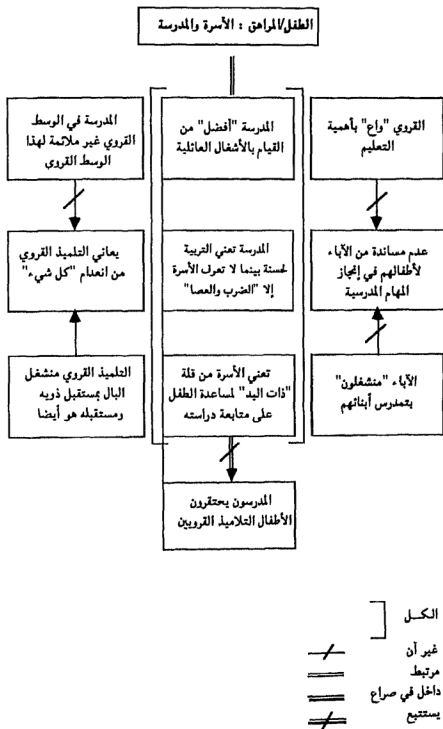 الطفل/المراهق : الأسرة والمدرسة
القروي "واع" بأهمية
التعليم
المدرسة "أفضل" من
القيام بالأشغال العائلية
المدرسة في الوسط
القروي غير ملائمة لهذا
الوسط القروي
عدم مساندة من الآباء
لأطفالهم في إنجاز
المهام المدرسية
المدرسة تعني التربية
لحسنة بينما لا تعرف الأسرة
إلا "الضرب والعصا"
يعاني التلميذ القروي
من انعدام "كل شيء"
الآباء "منشغلون"
بتمدرس أبنائهم
تعني الأسرة من قلة
"ذات اليد" لمساعدة الطفل
على متابعة دراسته
التلميذ القروي منشغل
البال بمستقبل ذويه
ومستقبله هو أيضا
المدرسون يحتقرون
الأطفال التلاميذ القرويين
الكـــل
غير أن
مرتبط
داخل في صراع
يستتبع